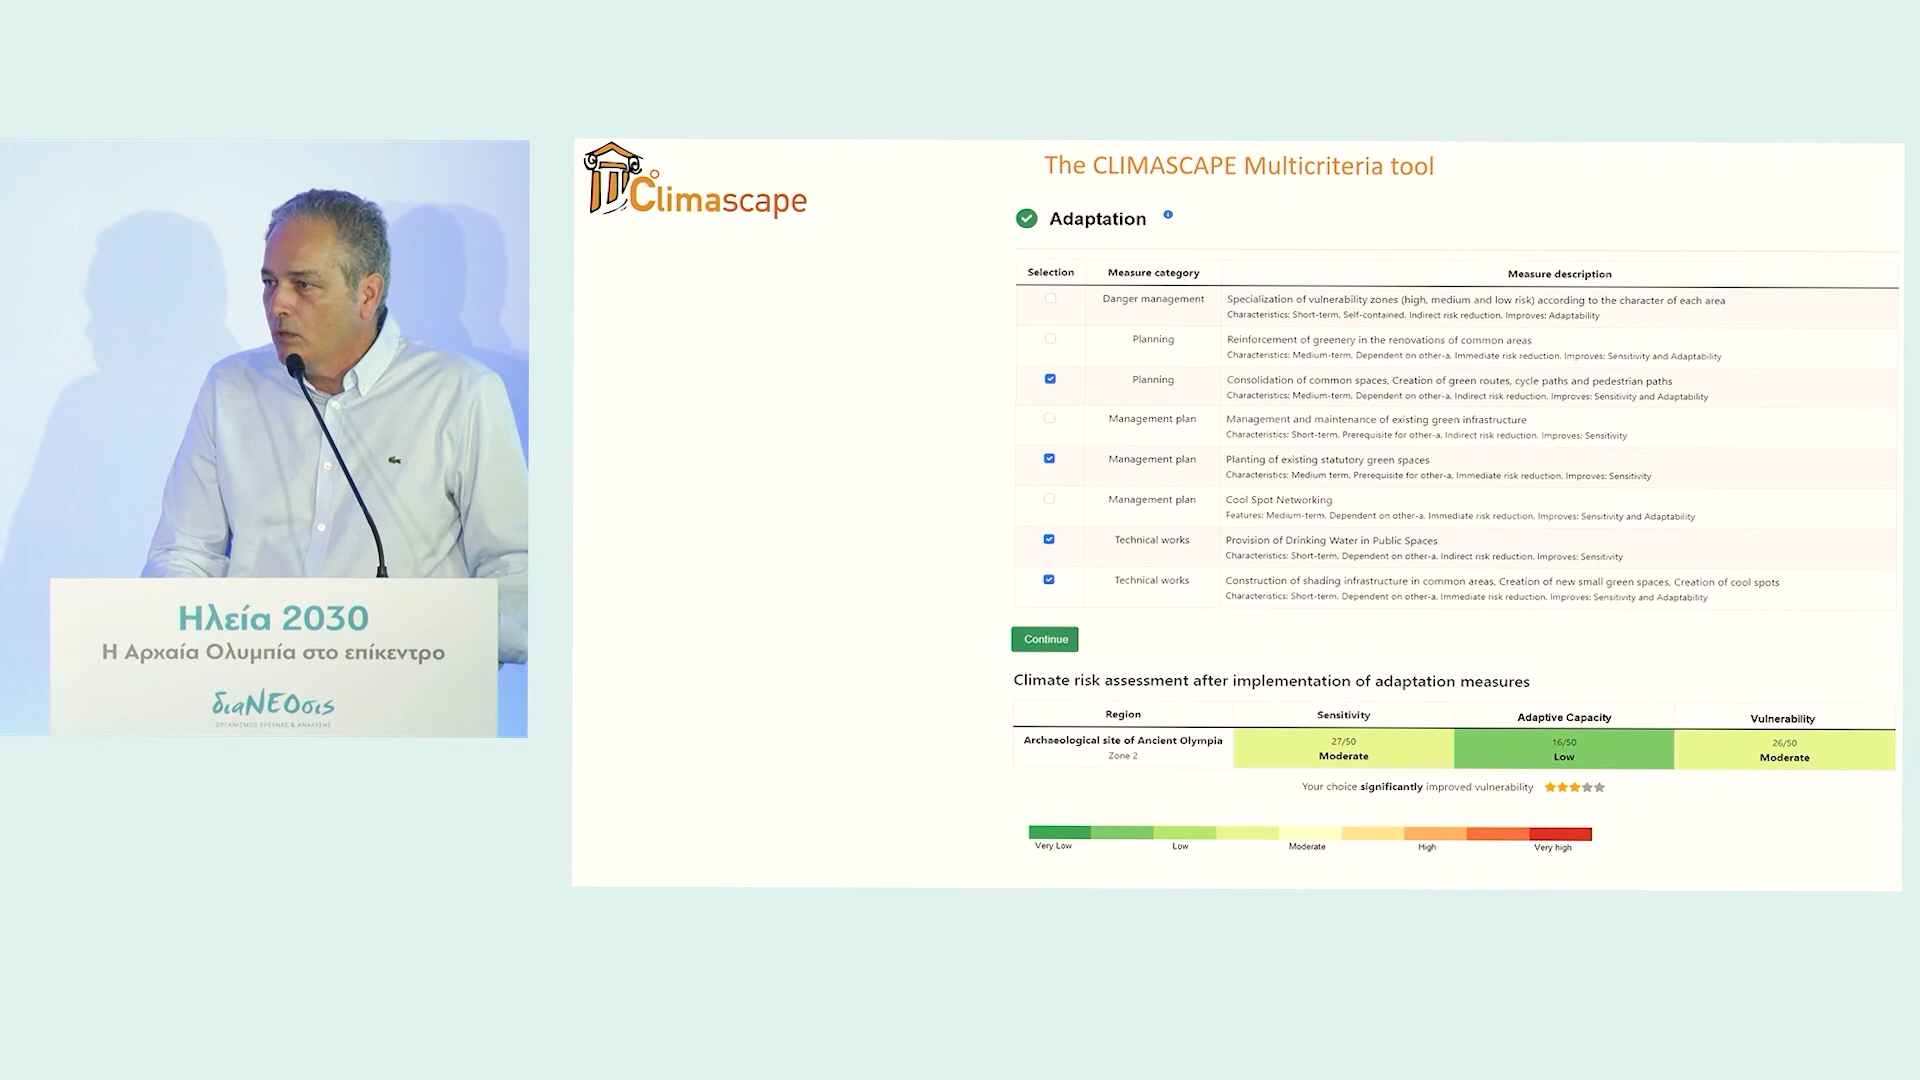 Ηλεία 2030
Η Αρχαία Ολυμπία στο επίκεντρο
διαΝΕΟσις
ΟΡΓΑΝΙΣΜΟΣ ΕΡΕΥΝΑΣ & ΑΝΑΛΥΣΗΣ
Climascape
The CLIMASCAPE Multicriteria tool
Adaptation
Selection Measure category Measure description
Danger management Specialization of vulnerability zones (high, medium and low risk) according to the character of each area
Characteristics: Short-term, Self-contained, Indirect risk reduction. Improves: Adaptability
Planning Reinforcement of greenery in the renovations of common areas
Characteristics: Medium-term, Dependent on other-a, Immediate risk reduction. Improves: Sensitivity and Adaptability
Planning Consolidation of common spaces, Creation of green routes, cycle paths and pedestrian paths
Characteristics: Medium-term, Dependent on other-a, Indirect risk reduction. Improves: Sensitivity and Adaptability
Management plan Management and maintenance of existing green infrastructure
Characteristics: Short-term, Prerequisite for other-a, Indirect risk reduction. Improves: Sensitivity
Management plan Planting of existing statutory green spaces
Characteristics: Medium term, Prerequisite for other-a, Immediate risk reduction. Improves: Sensitivity
Management plan Cool Spot Networking
Features: Medium-term, Dependent on other-a, Immediate risk reduction. Improves: Sensitivity and Adaptability
Technical works Provision of Drinking Water in Public Spaces
Characteristics: Short-term, Dependent on other-a, Indirect risk reduction. Improves: Sensitivity
Technical works Construction of shading infrastructure in common areas, Creation of new small green spaces, Creation of cool spots
Characteristics: Short-term, Dependent on other-a, Immediate risk reduction. Improves: Sensitivity and Adaptability
Continue
Climate risk assessment after implementation of adaptation measures
Region Sensitivity Adaptive Capacity Vulnerability
Archaeological site of Ancient Olympia 27/50 16/50 26/50
Zone 2 Moderate Low Moderate
Your choice significantly improved vulnerability
Very Low Low Moderate High Very high